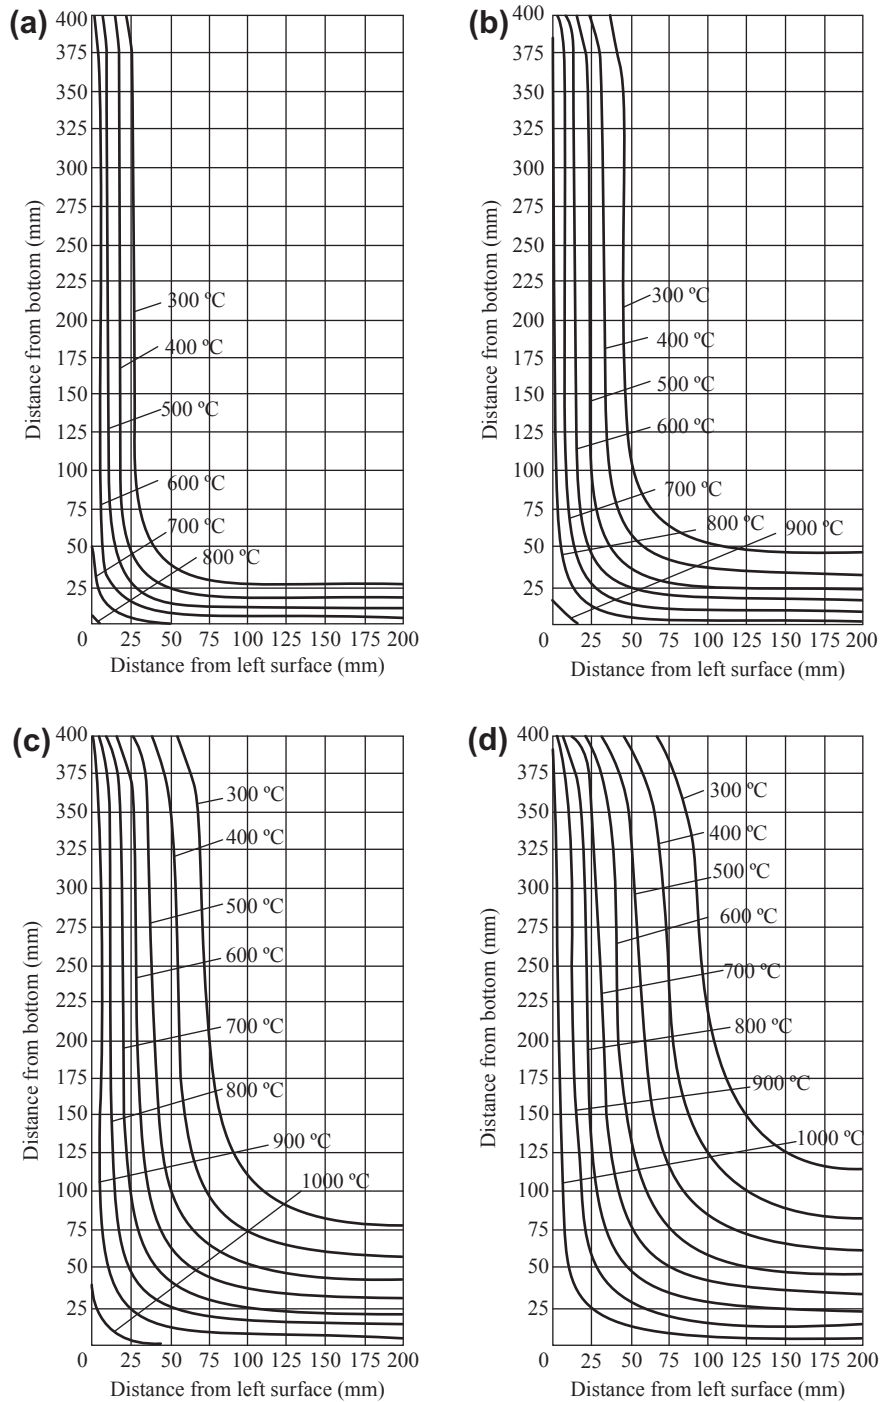 (a)
400
375
350
325
300
275
250
225
200
175
150
125
100
75
50
25
Distance from bottom (mm)
300 ºC
400 ºC
500 ºC
600 ºC
700 ºC
800 ºC
0 25 50 75 100 125 150 175 200
Distance from left surface (mm)
(b)
400
375
350
325
300
275
250
225
200
175
150
125
100
75
50
25
Distance from bottom (mm)
300 ºC
400 ºC
500 ºC
600 ºC
700 ºC
800 ºC
900 ºC
0 25 50 75 100 125 150 175 200
Distance from left surface (mm)
(c)
400
375
350
325
300
275
250
225
200
175
150
125
100
75
50
25
Distance from bottom (mm)
300 ºC
400 ºC
500 ºC
600 ºC
700 ºC
800 ºC
900 ºC
1000 ºC
0 25 50 75 100 125 150 175 200
Distance from left surface (mm)
(d)
400
375
350
325
300
275
250
225
200
175
150
125
100
75
50
25
Distance from bottom (mm)
300 ºC
400 ºC
500 ºC
600 ºC
700 ºC
800 ºC
900 ºC
1000 ºC
0 25 50 75 100 125 150 175 200
Distance from left surface (mm)